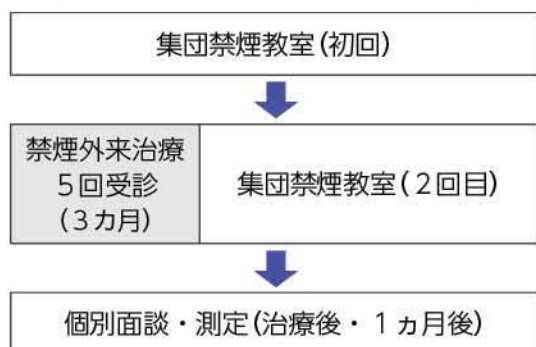 集団禁煙教室(初回)
禁煙外来治療
5回受診
(3カ月)
集団禁煙教室(2回目)
個別面談・測定(治療後・1ヵ月後)